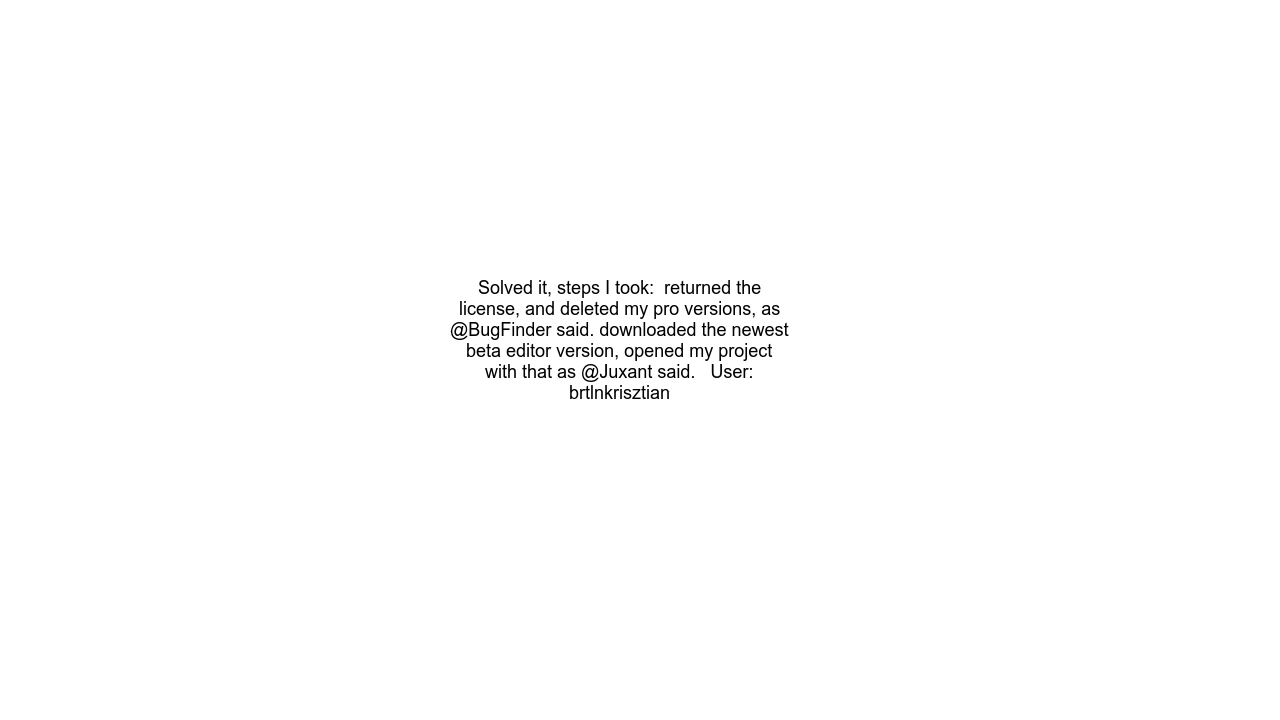 Solved it, steps I took:  returned the
license, and deleted my pro versions, as
@BugFinder said. downloaded the newest
beta editor version, opened my project
with that as @Juxant said.   User:
brtlnkrisztian